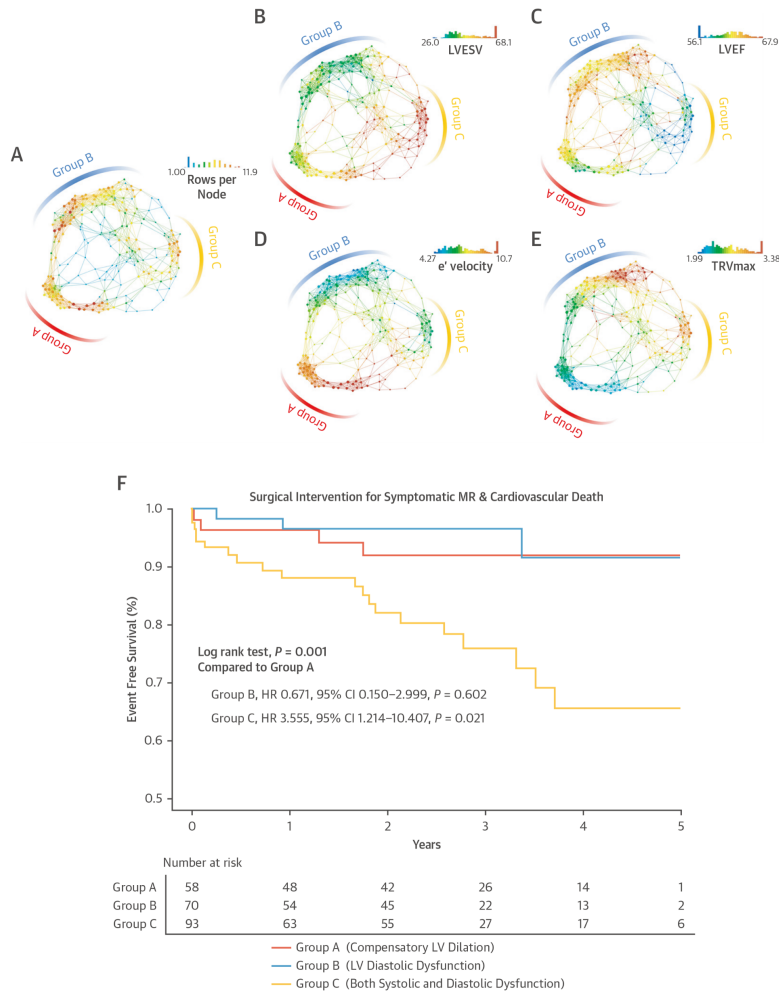 A
Group B
1.00
11.9
Rows per
Node
Group C
Group A
B
Group B
26.0
68.1
LVESV
Group C
Group A
C
Group B
56.1
67.9
LVEF
Group C
Group A
D
Group B
4.27
10.7
e' velocity
Group C
Group A
E
Group B
1.99
3.38
TRVmax
Group C
Group A
F
Surgical Intervention for Symptomatic MR & Cardiovascular Death
Event Free Survival (%)
1.0
0.9
0.8
0.7
0.6
0.5
Log rank test, P = 0.001
Compared to Group A
Group B, HR 0.671, 95% CI 0.150–2.999, P = 0.602
Group C, HR 3.555, 95% CI 1.214–10.407, P = 0.021
0 1 2 3 4 5
Years
Number at risk
Group A 58 48 42 26 14 1
Group B 70 54 45 22 13 2
Group C 93 63 55 27 17 6
Group A (Compensatory LV Dilation)
Group B (LV Diastolic Dysfunction)
Group C (Both Systolic and Diastolic Dysfunction)